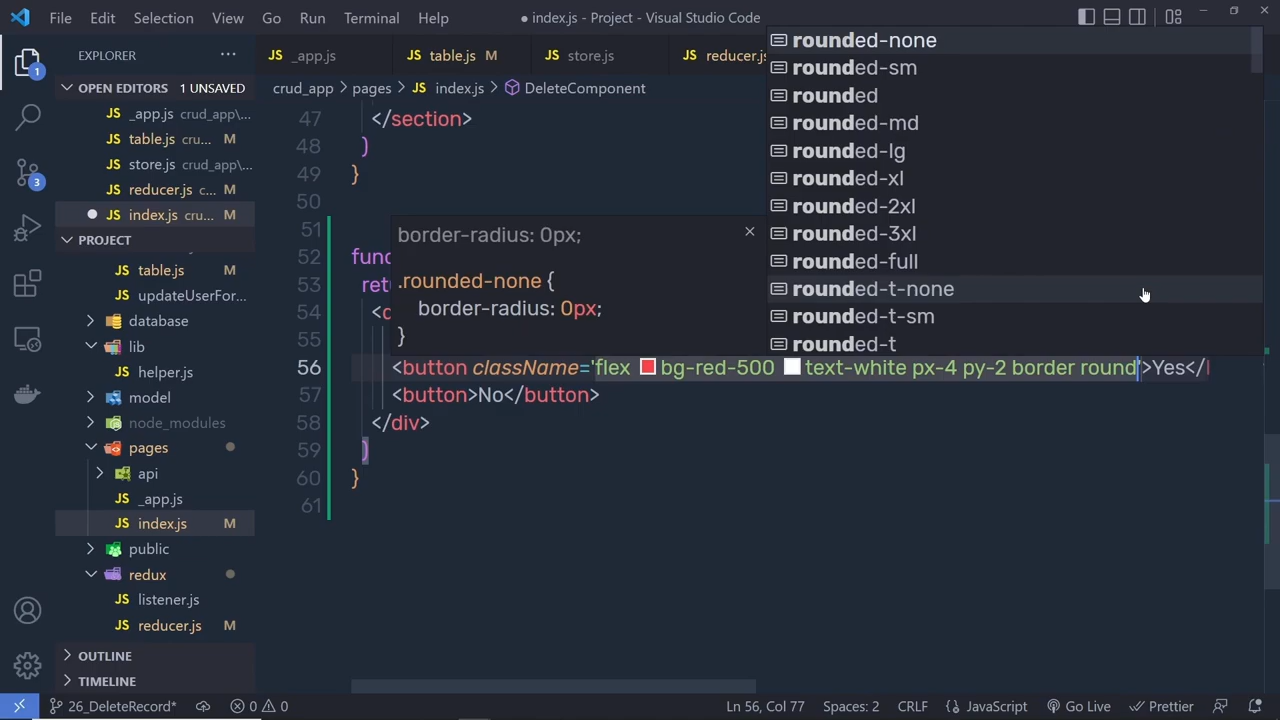 File Edit Selection View Go Run Terminal Help
● index.js - Project - Visual Studio Code
EXPLORER ···
OPEN EDITORS 1 UNSAVED
JS _app.js crud_app\...
JS table.js cru... M
JS store.js crud_app\...
JS reducer.js c... M
JS index.js cru... M
PROJECT
JS table.js M
JS updateUserFor...
database
lib
JS helper.js
model
node_modules
pages
api
JS _app.js
JS index.js M
public
redux
JS listener.js
JS reducer.js M
OUTLINE
TIMELINE
1
3
JS _app.js JS table.js M JS store.js JS reducer.js
crud_app > pages > JS index.js > DeleteComponent
47 </section>
48 )
49 }
50
51
52 func
53 ret
54 <d
55
56 <button className='flex bg-red-500 text-white px-4 py-2 border round'>Yes</
57 <button>No</button>
58 </div>
59 )
60 }
61
border-radius: 0px;
.rounded-none {
border-radius: 0px;
}
rounded-none
rounded-sm
rounded
rounded-md
rounded-lg
rounded-xl
rounded-2xl
rounded-3xl
rounded-full
rounded-t-none
rounded-t-sm
rounded-t
26_DeleteRecord* 0 0 Ln 56, Col 77 Spaces: 2 CRLF {} JavaScript Go Live Prettier